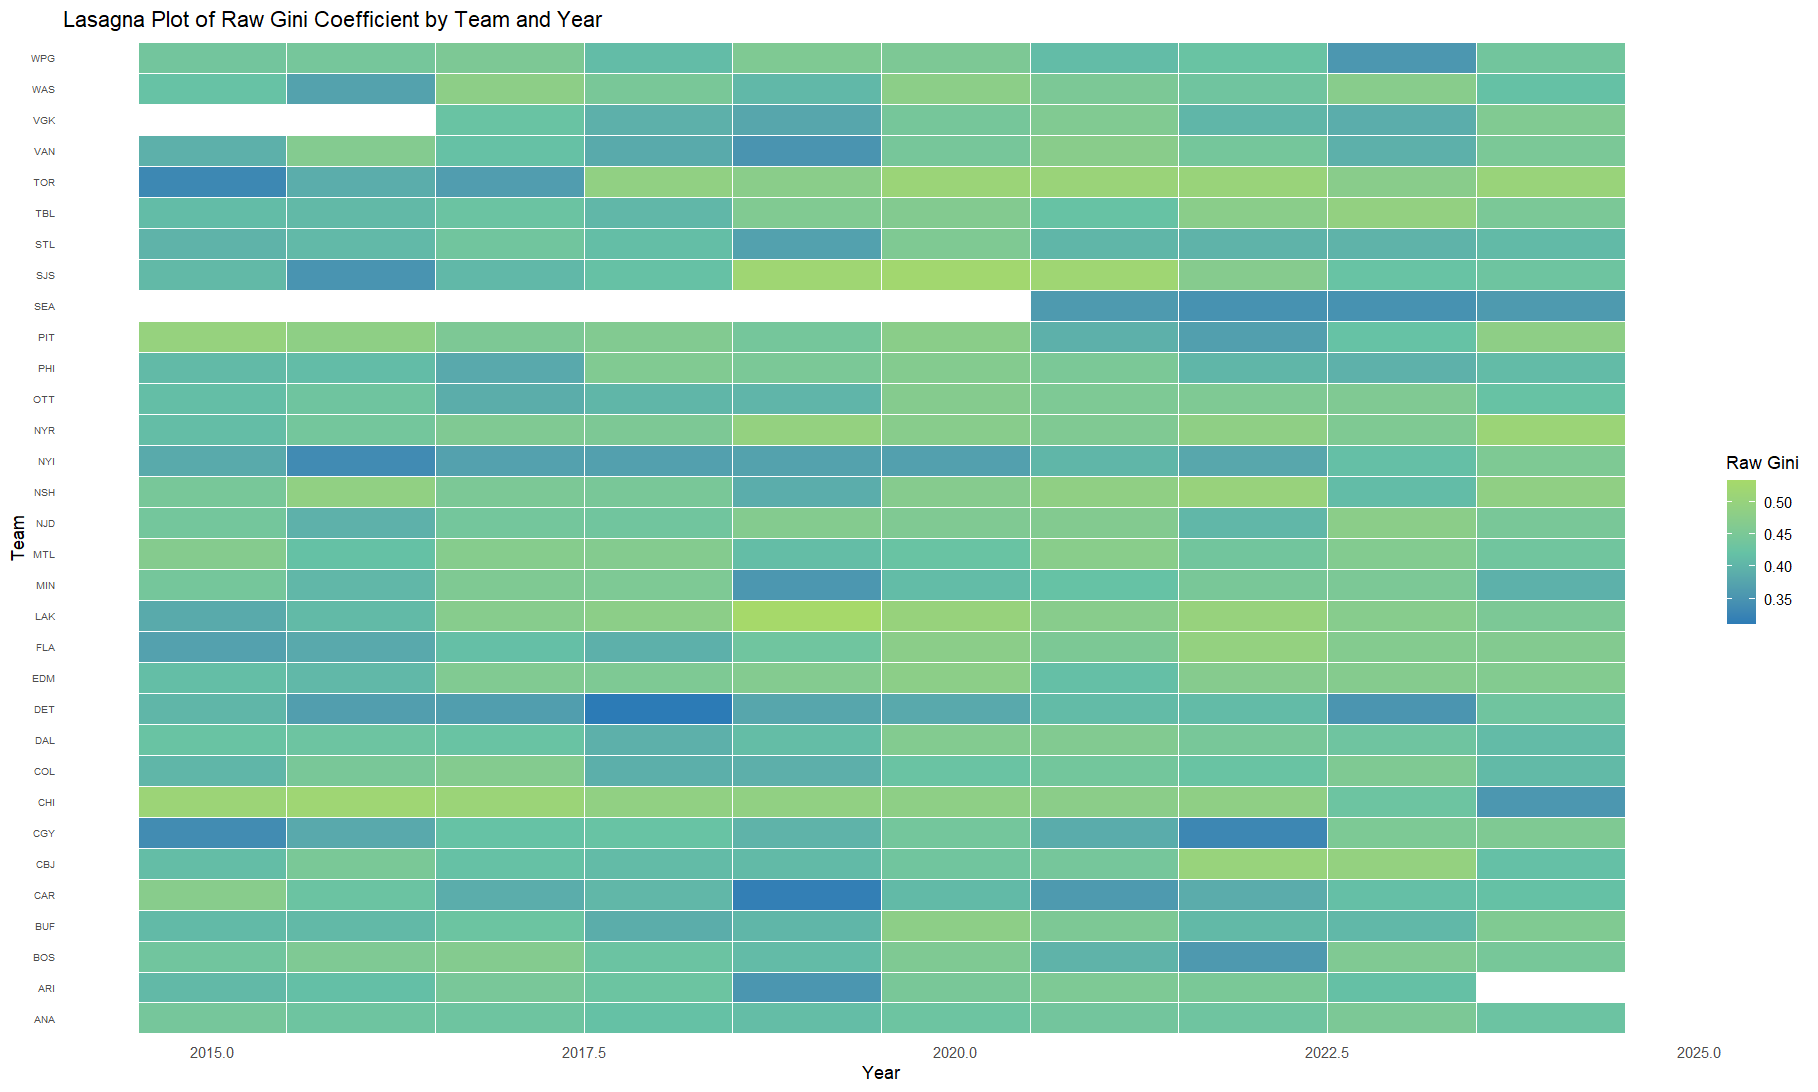 Lasagna Plot of Raw Gini Coefficient by Team and Year
WPG
WAS
VGK
VAN
TOR
TBL
STL
SJS
SEA
PIT
PHI
OTT
NYR
NYI
NSH
NJD
MTL
MIN
LAK
FLA
EDM
DET
DAL
COL
CHI
CGY
CBJ
CAR
BUF
BOS
ARI
ANA
Team
2015.0
2017.5
2020.0
2022.5
2025.0
Year
Raw Gini
0.50
0.45
0.40
0.35